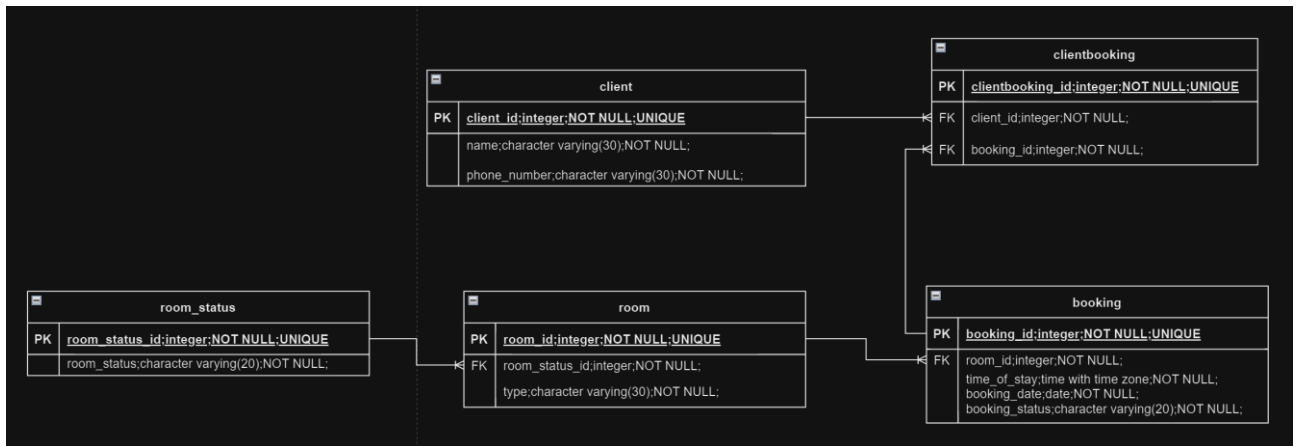 clientbooking
PK clientbooking_id;integer;NOT NULL;UNIQUE
FK client_id;integer;NOT NULL;
FK booking_id;integer;NOT NULL;
client
PK client_id;integer;NOT NULL;UNIQUE
name;character varying(30);NOT NULL;
phone_number;character varying(30);NOT NULL;
room_status
PK room_status_id;integer;NOT NULL;UNIQUE
room_status;character varying(20);NOT NULL;
room
PK room_id;integer;NOT NULL;UNIQUE
FK room_status_id;integer;NOT NULL;
type;character varying(30);NOT NULL;
booking
PK booking_id;integer;NOT NULL;UNIQUE
FK room_id;integer;NOT NULL;
time_of_stay;time with time zone;NOT NULL;
booking_date;date;NOT NULL;
booking_status;character varying(20);NOT NULL;